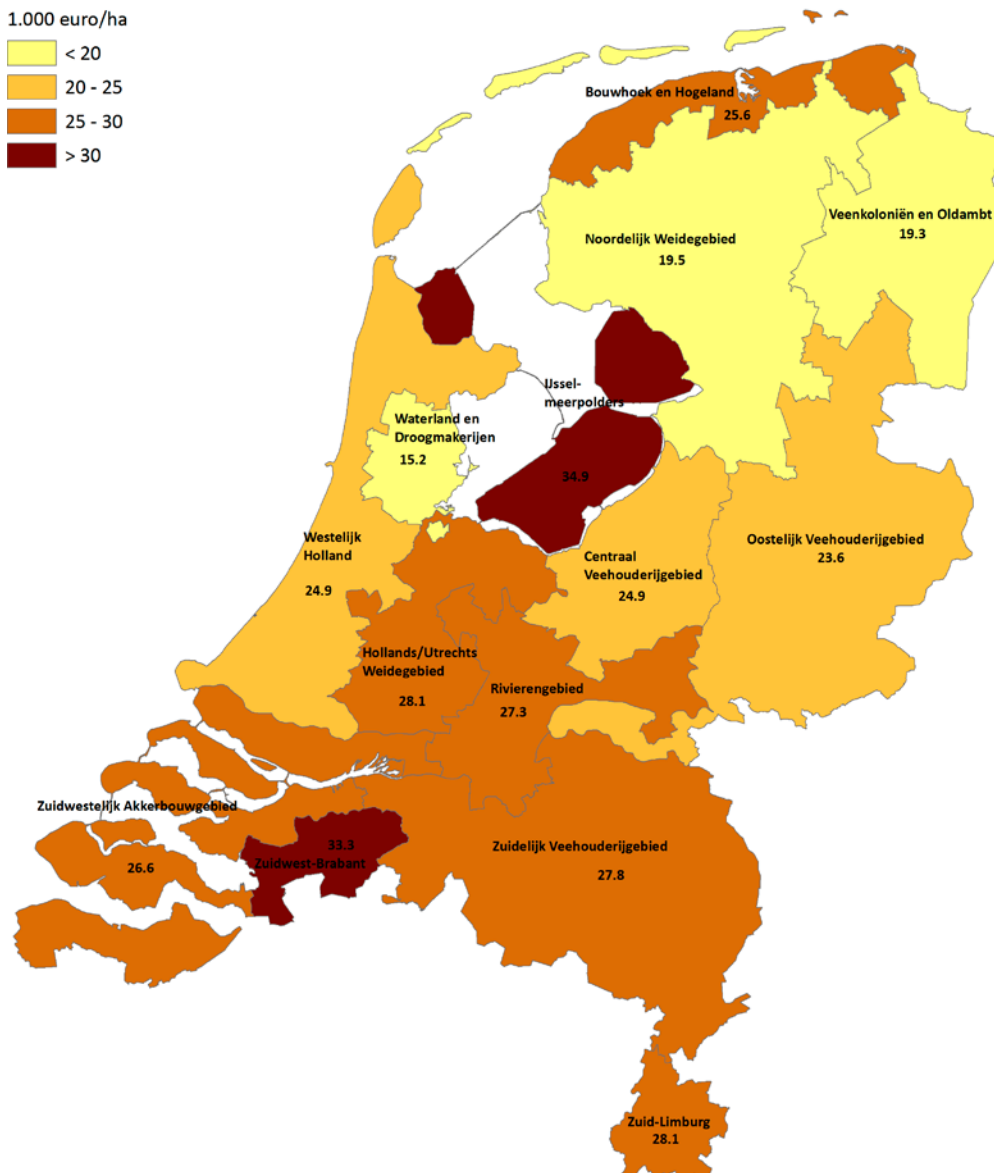 1.000 euro/ha
< 20
20 - 25
25 - 30
> 30
Bouwhoek en Hogeland
25.6
Veenkoloniën en Oldambt
19.3
Noordelijk Weidegebied
19.5
IJssel-
meerpolders
34.9
Waterland en
Droogmakerijen
15.2
Westelijk
Holland
24.9
Centraal
Veehouderijgebied
24.9
Oostelijk Veehouderijgebied
23.6
Hollands/Utrechts
Weidegebied
28.1
Rivierengebied
27.3
Zuidwestelijk Akkerbouwgebied
26.6
33.3
Zuidwest-Brabant
Zuidelijk Veehouderijgebied
27.8
Zuid-Limburg
28.1